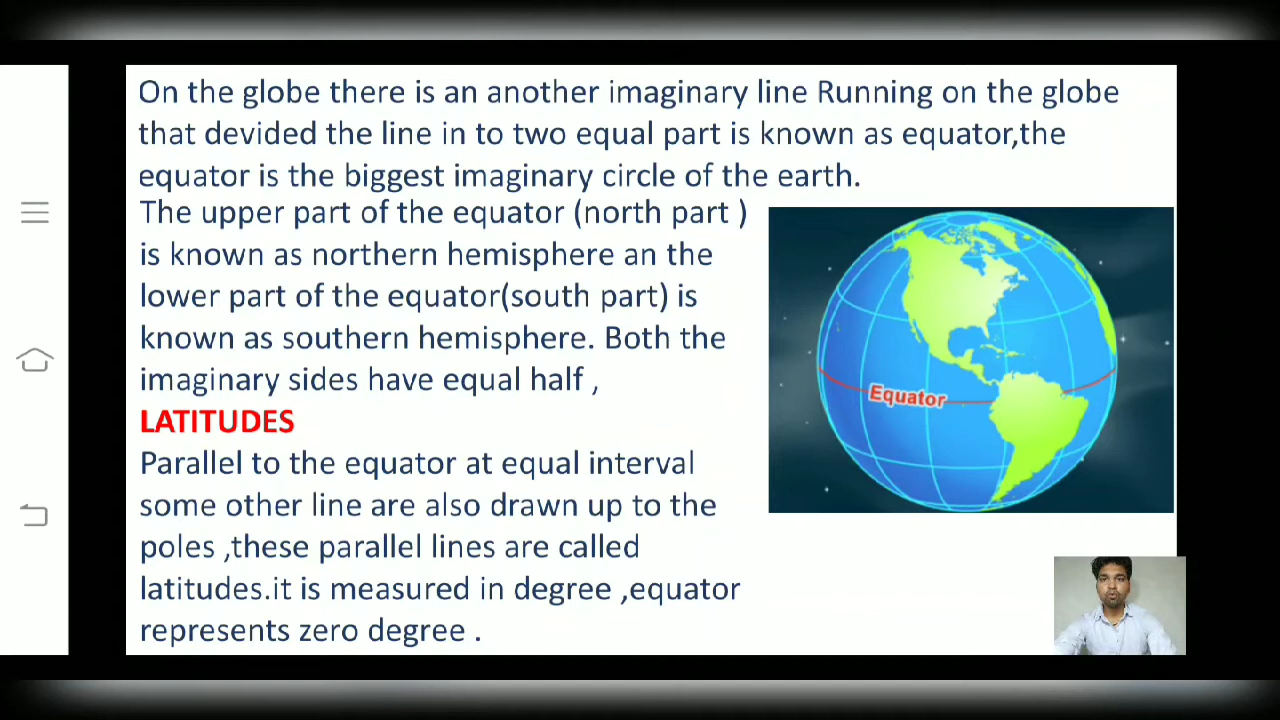 On the globe there is an another imaginary line Running on the globe
that devided the line in to two equal part is known as equator,the
equator is the biggest imaginary circle of the earth.
The upper part of the equator (north part )
is known as northern hemisphere an the
lower part of the equator(south part) is
known as southern hemisphere. Both the
imaginary sides have equal half ,
LATITUDES
Parallel to the equator at equal interval
some other line are also drawn up to the
poles ,these parallel lines are called
latitudes.it is measured in degree ,equator
represents zero degree .
Equator